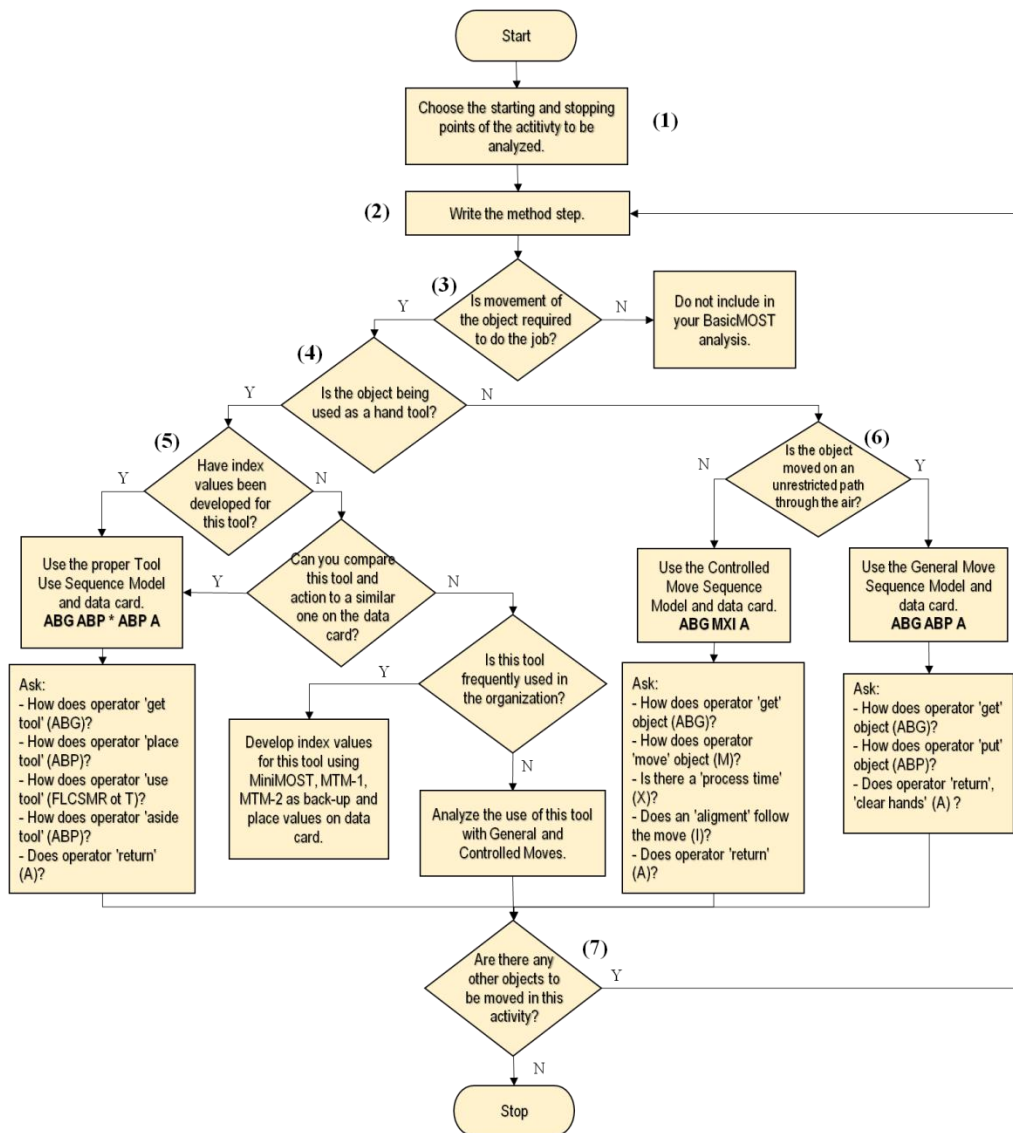 Start
Choose the starting and stopping
points of the actitivty to be
analyzed.
(1)
(2)
Write the method step.
(3)
Y
Is movement of
the object required
to do the job?
N
Do not include in
your BasicMOST
analysis.
(4)
Y
Is the object being
used as a hand tool?
N
(5)
Y
Have index
values been
developed for
this tool?
N
(6)
N
Is the object
moved on an
unrestricted path
through the air?
Y
Use the proper Tool
Use Sequence Model
and data card.
ABG ABP * ABP A
Y
Can you compare
this tool and
action to a similar
one on the data
card?
N
Use the Controlled
Move Sequence
Model and data card.
ABG MXI A
Use the General Move
Sequence Model and
data card.
ABG ABP A
Ask:
- How does operator 'get
tool' (ABG)?
- How does operator 'place
tool' (ABP)?
- How does operator 'use
tool' (FLCSMR ot T)?
- How does operator 'aside
tool' (ABP)?
- Does operator 'return'
(A)?
Y
Is this tool
frequently used in
the organization?
N
Develop index values
for this tool using
MiniMOST, MTM-1,
MTM-2 as back-up and
place values on data
card.
Analyze the use of this tool
with General and
Controlled Moves.
Ask:
- How does operator 'get'
object (ABG)?
- How does operator
'move' object (M)?
- Is there a 'process time'
(X)?
- Does an 'aligment' follow
the move (I)?
- Does operator 'return'
(A)?
Ask:
- How does operator 'get'
object (ABG)?
- How does operator 'put'
object (ABP)?
- Does operator 'return',
'clear hands' (A) ?
(7)
Are there any
other objects to
be moved in this
activity?
Y
N
Stop